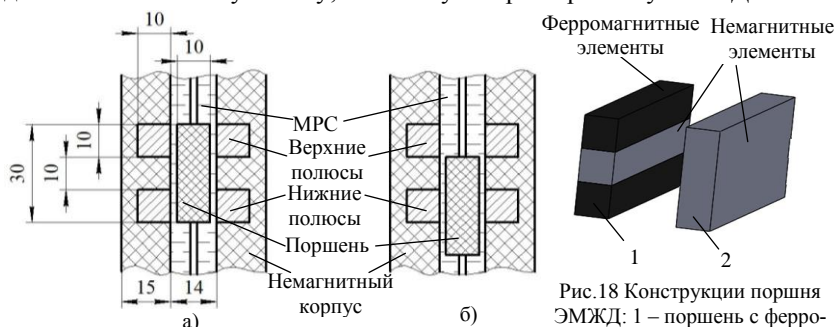 10
10
30
10
10
15
14
а)
МРС
Верхние
полюсы
Нижние
полюсы
Поршень
Немагнитный
корпус
б)
Ферромагнитные
элементы
Немагнитные
элементы
1
2
Рис.18 Конструкции поршня
ЭМЖД: 1 – поршень с ферро-